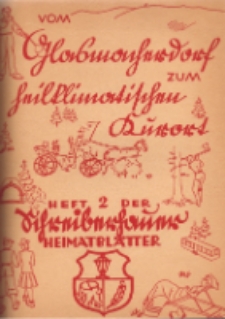 VOM
Glasmacherdorf
ZUM
heilklimatischen
Kurort
HEFT 2 DER
Schreiberhauer
HEIMATBLÄTTER